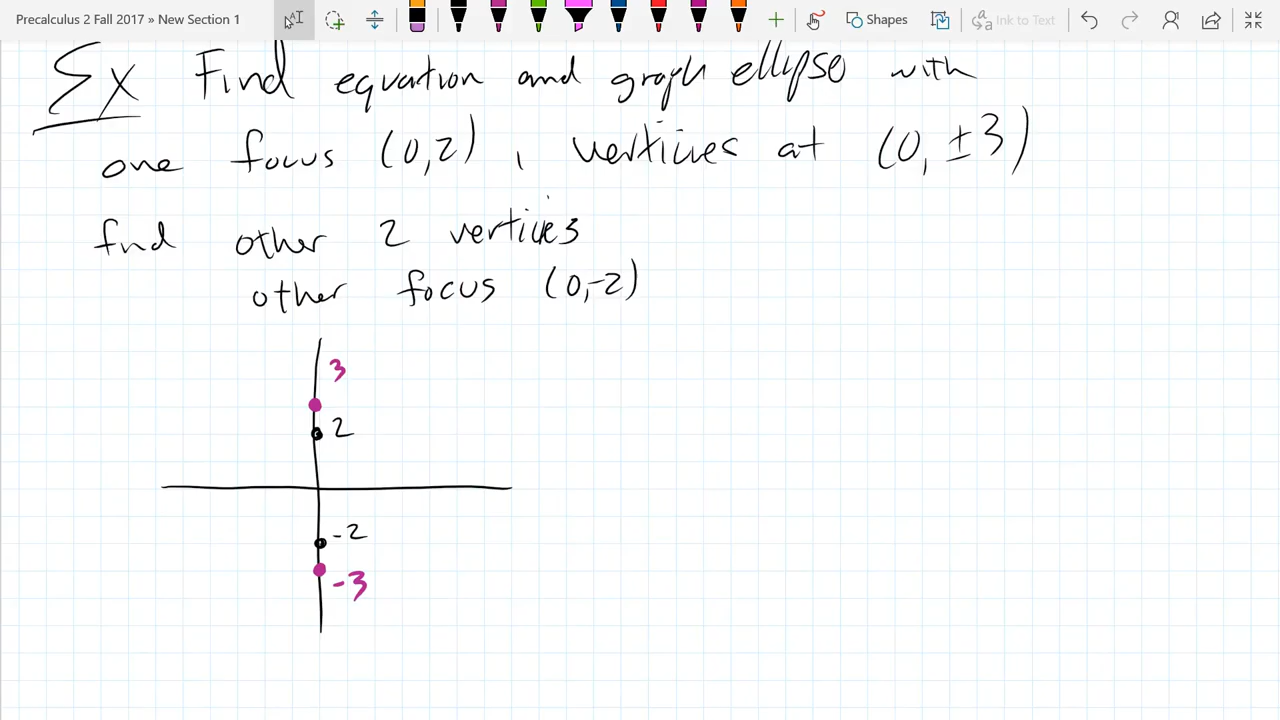 Precalculus 2 Fall 2017 » New Section 1
Shapes
Ink to Text
Ex Find equation and graph ellipse with
one focus (0,2), vertices at (0, ±3)
find other 2 vertices
other focus (0,-2)
3
2
-2
-3